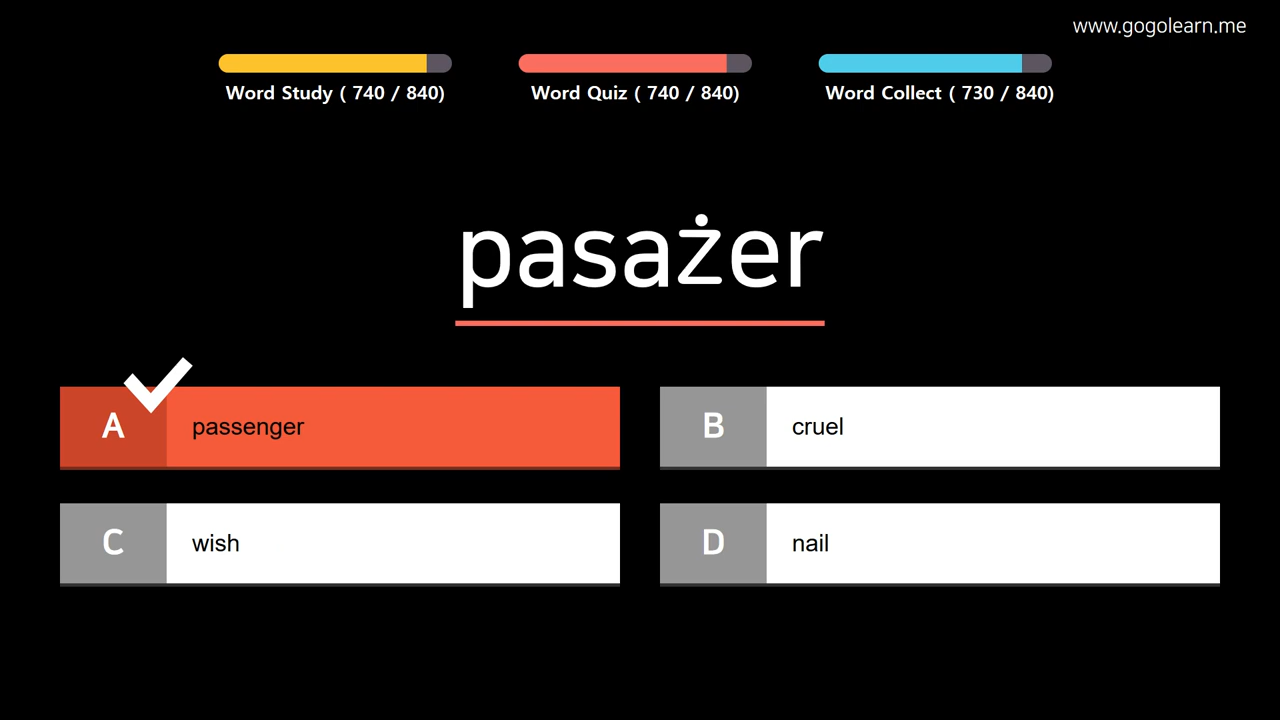 www.gogolearn.me
Word Study ( 740 / 840)
Word Quiz ( 740 / 840)
Word Collect ( 730 / 840)
pasażer
A passenger
B cruel
C wish
D nail